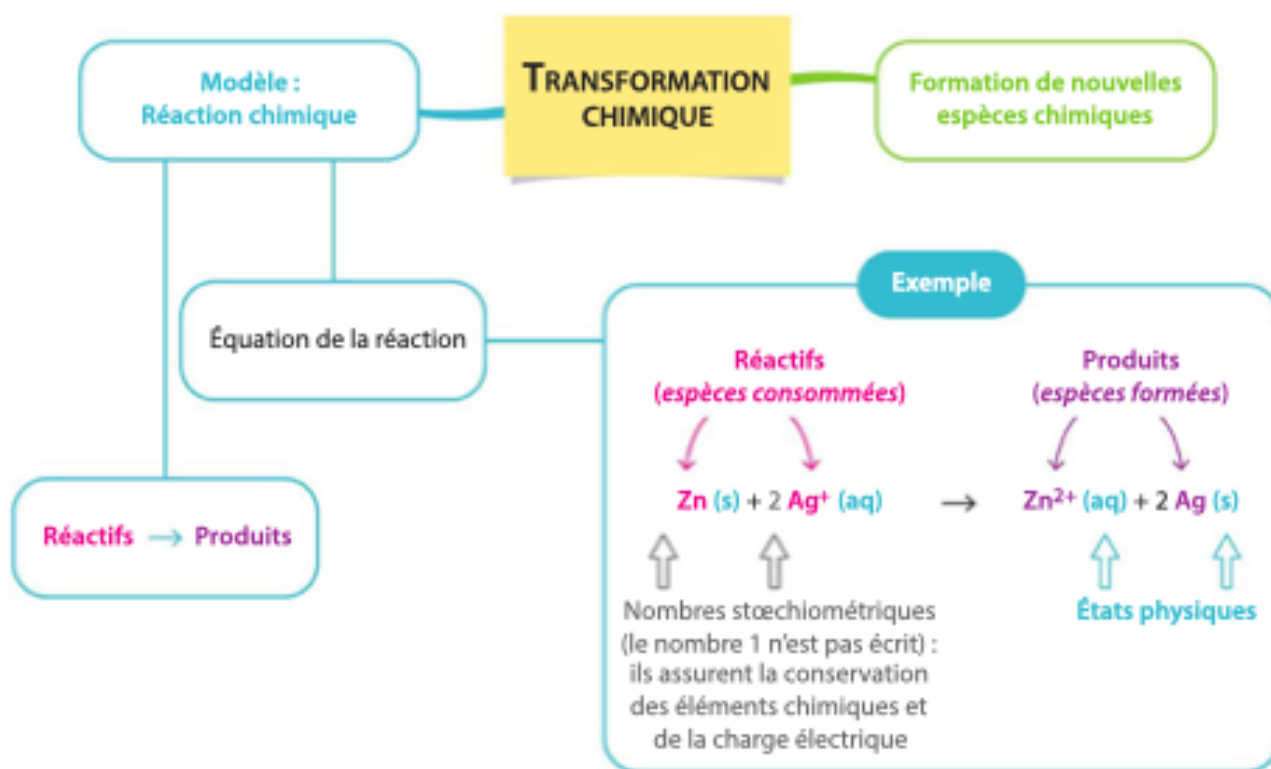 Modèle :
Réaction chimique
TRANSFORMATION
CHIMIQUE
Formation de nouvelles
espèces chimiques
Équation de la réaction
Réactifs → Produits
Exemple
Réactifs
(espèces consommées)
Produits
(espèces formées)
Zn (s) + 2 Ag⁺ (aq) → Zn²⁺ (aq) + 2 Ag (s)
Nombres stœchiométriques
(le nombre 1 n'est pas écrit) :
ils assurent la conservation
des éléments chimiques et
de la charge électrique
États physiques